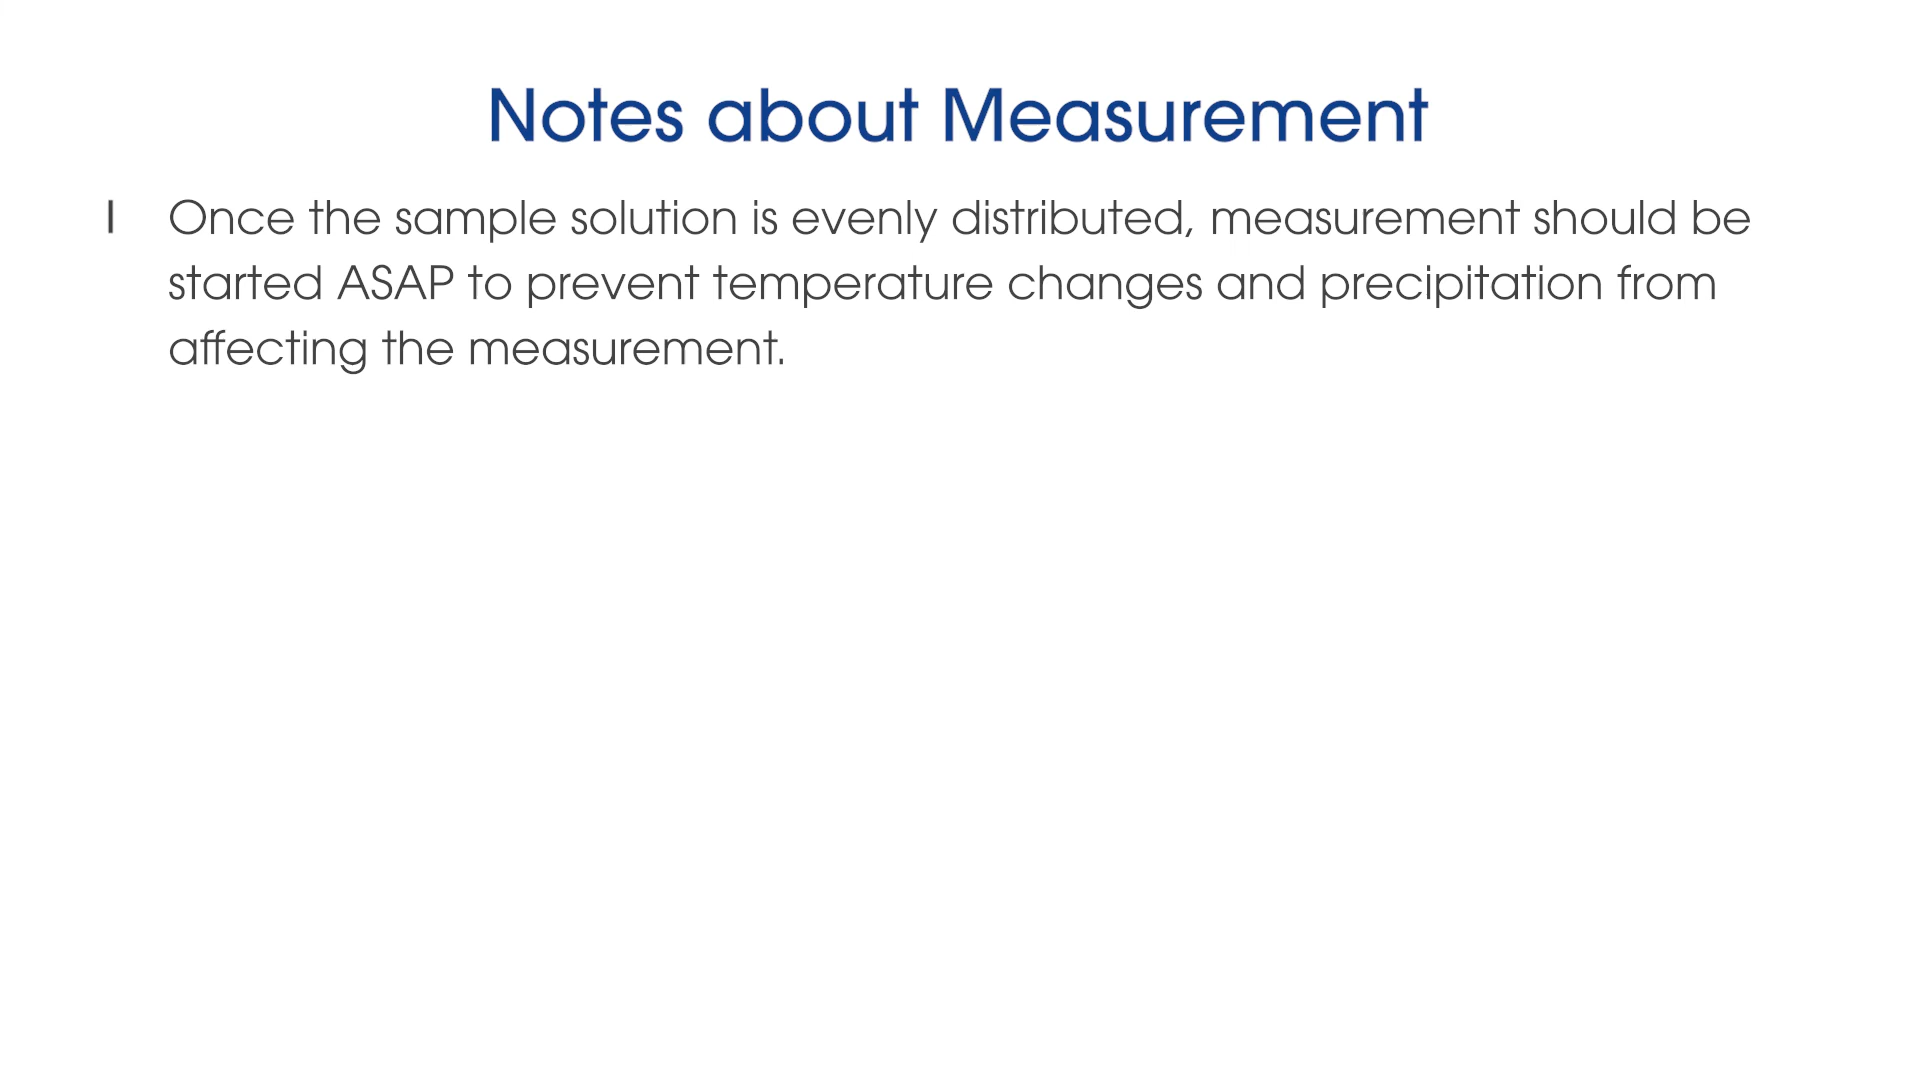 Notes about Measurement
l Once the sample solution is evenly distributed, measurement should be
started ASAP to prevent temperature changes and precipitation from
affecting the measurement.